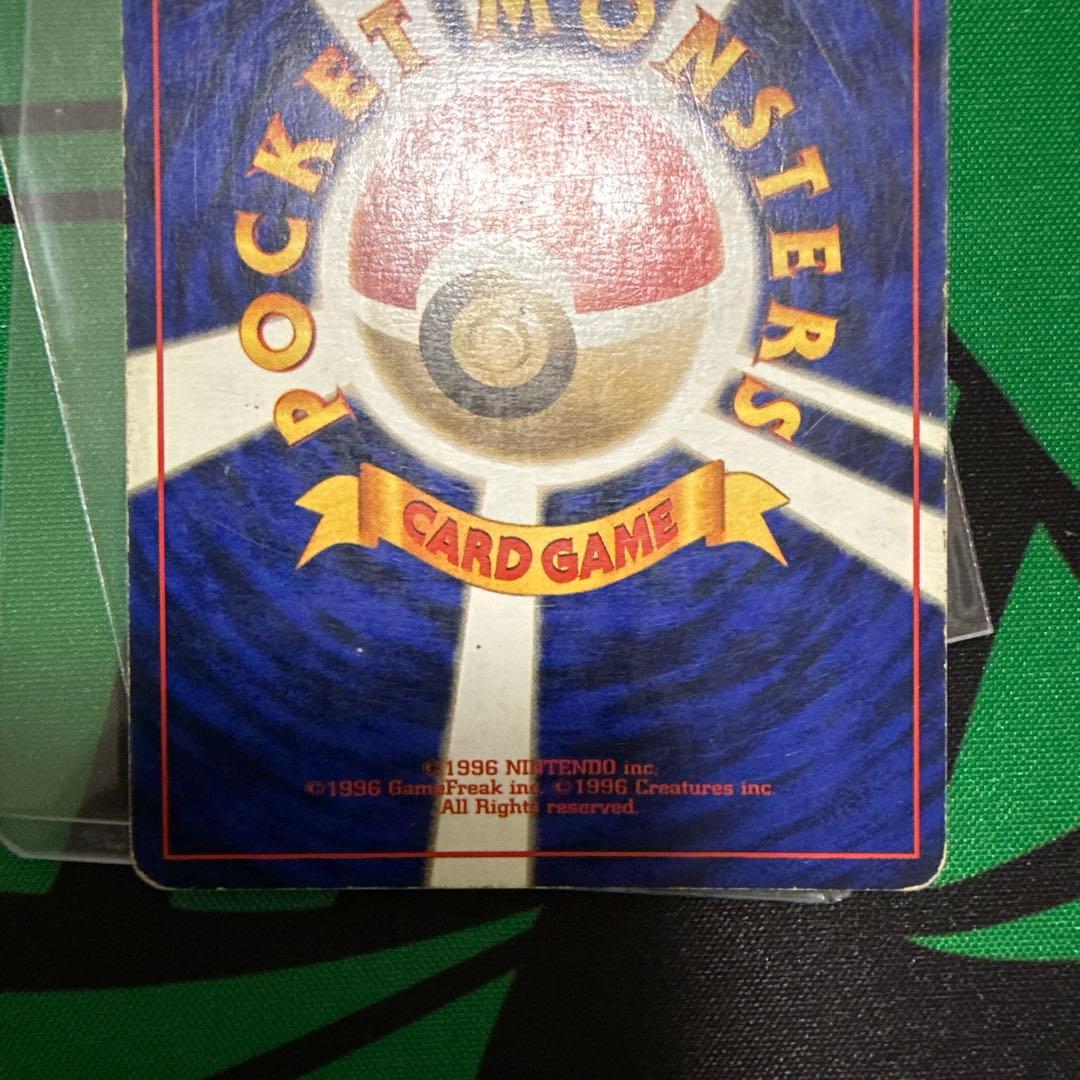 POCKET MONSTERS
CARD GAME
©1996 NINTENDO inc.
©1996 GameFreak inc. ©1996 Creatures inc.
All Rights reserved.